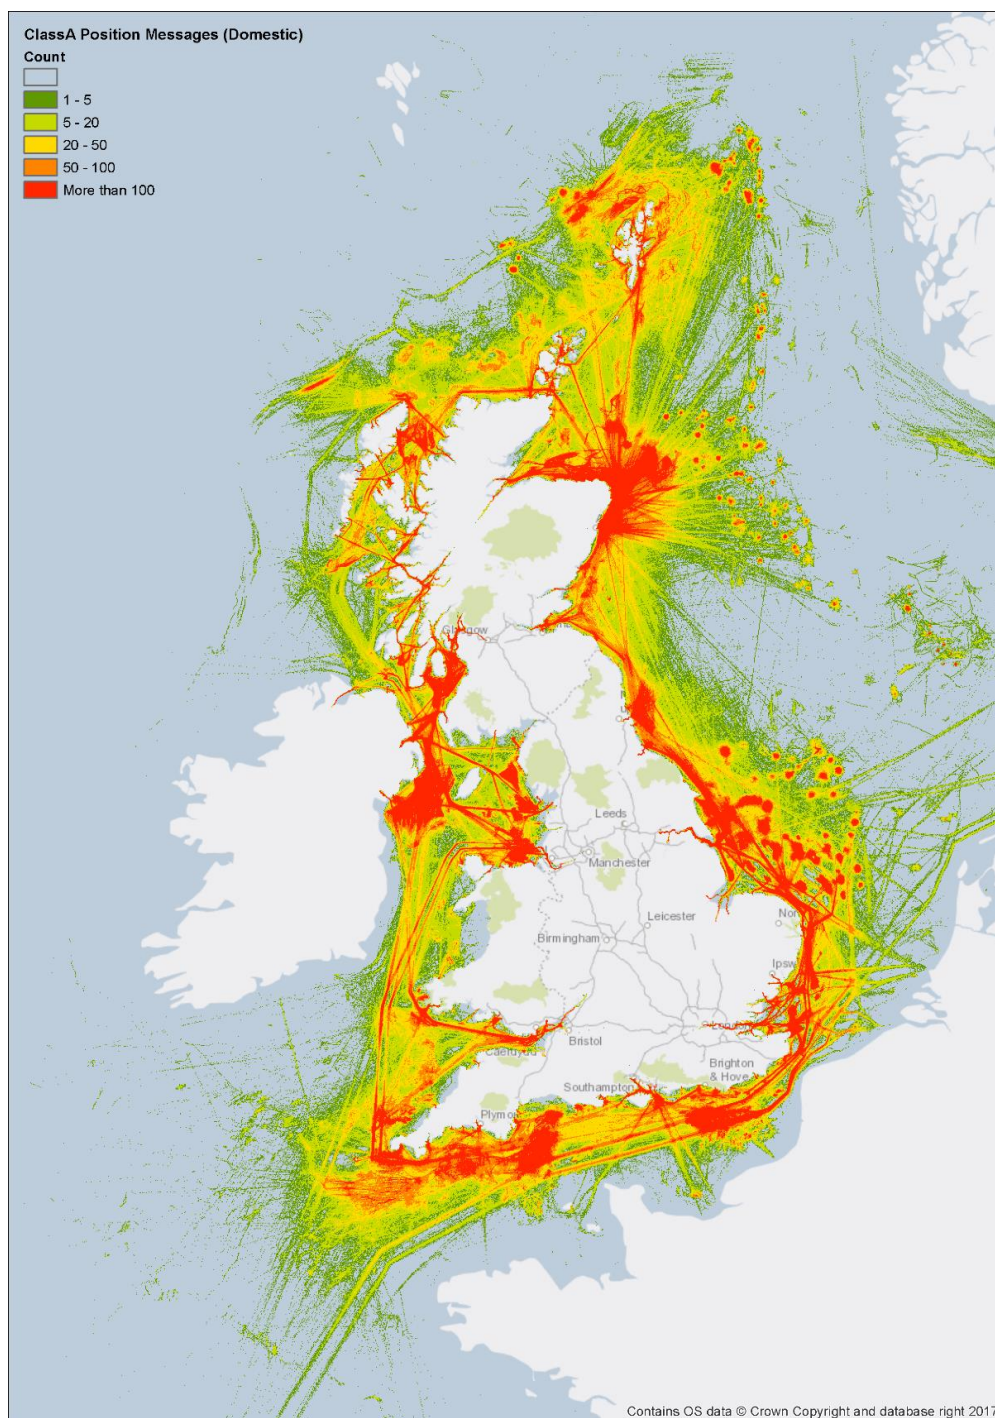 ClassA Position Messages (Domestic)
Count
1 - 5
5 - 20
20 - 50
50 - 100
More than 100
Leeds
Manchester
Leicester
Birmingham
Bristol
Brighton
& Hove
Southampton
Contains OS data © Crown Copyright and database right 2017